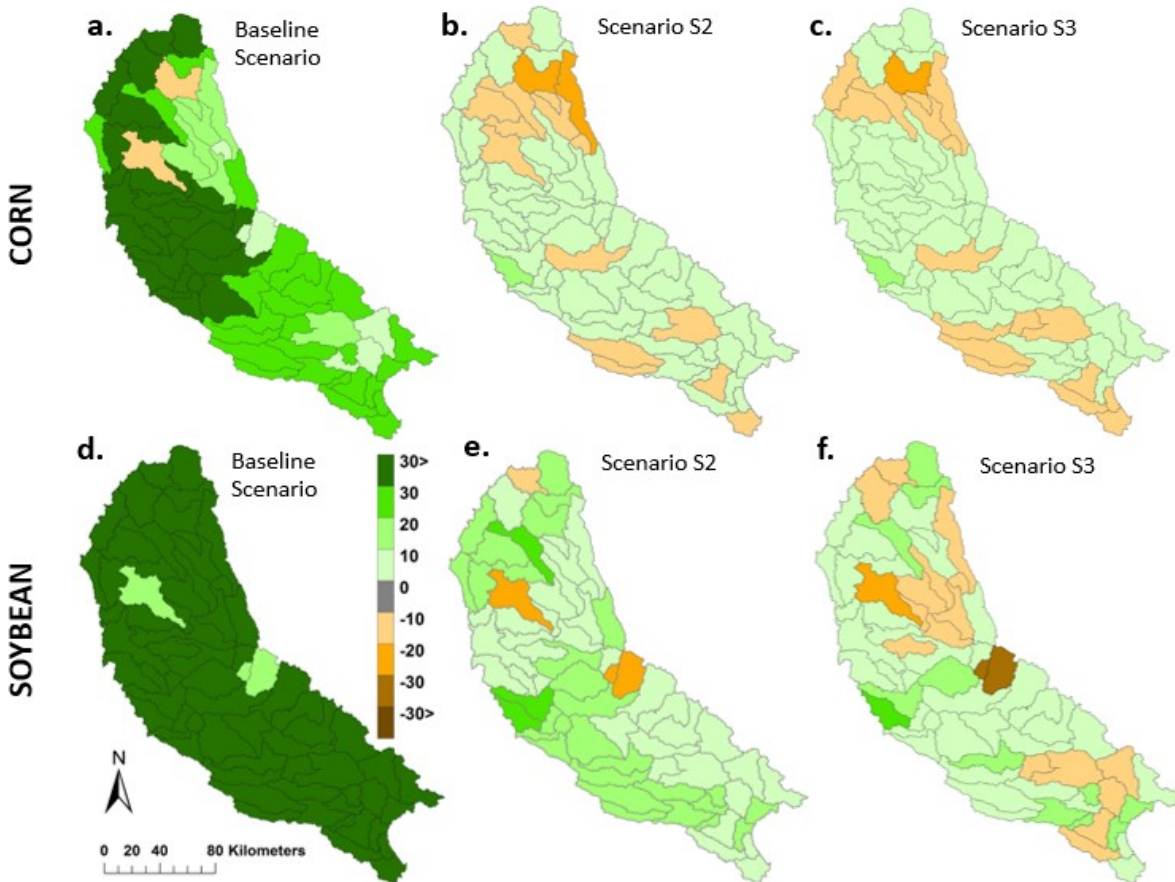 a.
Baseline
Scenario
b.
Scenario S2
c.
Scenario S3
CORN
d.
Baseline
Scenario
30>
30
20
10
0
-10
-20
-30
-30>
e.
Scenario S2
f.
Scenario S3
SOYBEAN
N
0 20 40 80 Kilometers